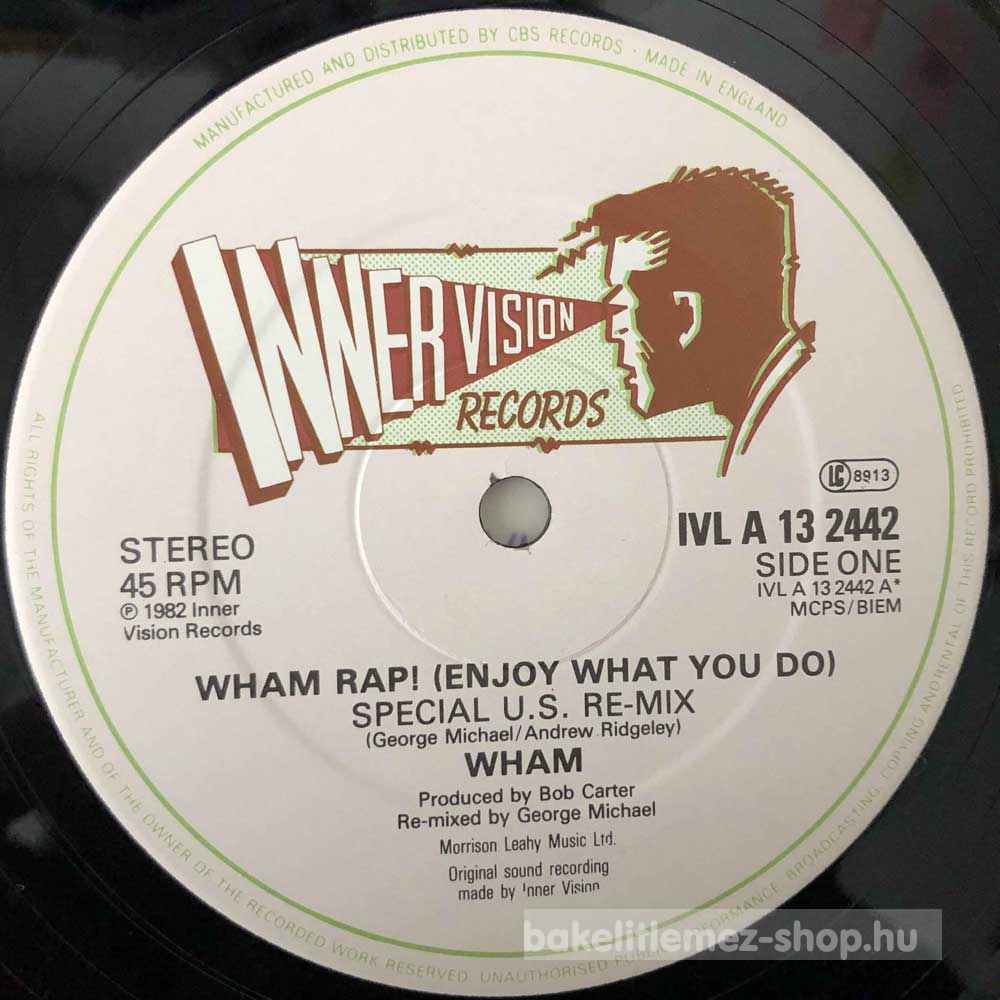 MANUFACTURED AND DISTRIBUTED BY CBS RECORDS · MADE IN ENGLAND
INNERVISION
RECORDS
LC 8913
STEREO
45 RPM
℗ 1982 Inner
Vision Records
IVL A 13 2442
SIDE ONE
IVL A 13 2442 A*
MCPS/BIEM
WHAM RAP! (ENJOY WHAT YOU DO)
SPECIAL U.S. RE-MIX
(George Michael/Andrew Ridgeley)
WHAM
Produced by Bob Carter
Re-mixed by George Michael
Morrison Leahy Music Ltd.
Original sound recording
made by Inner Vision
ALL RIGHTS OF THE MANUFACTURER AND OF THE OWNER OF THE RECORDED WORK RESERVED. UNAUTHORISED PUBLIC PERFORMANCE, BROADCASTING, COPYING AND RENTAL OF THIS RECORD PROHIBITED
bakelitlemez-shop.hu